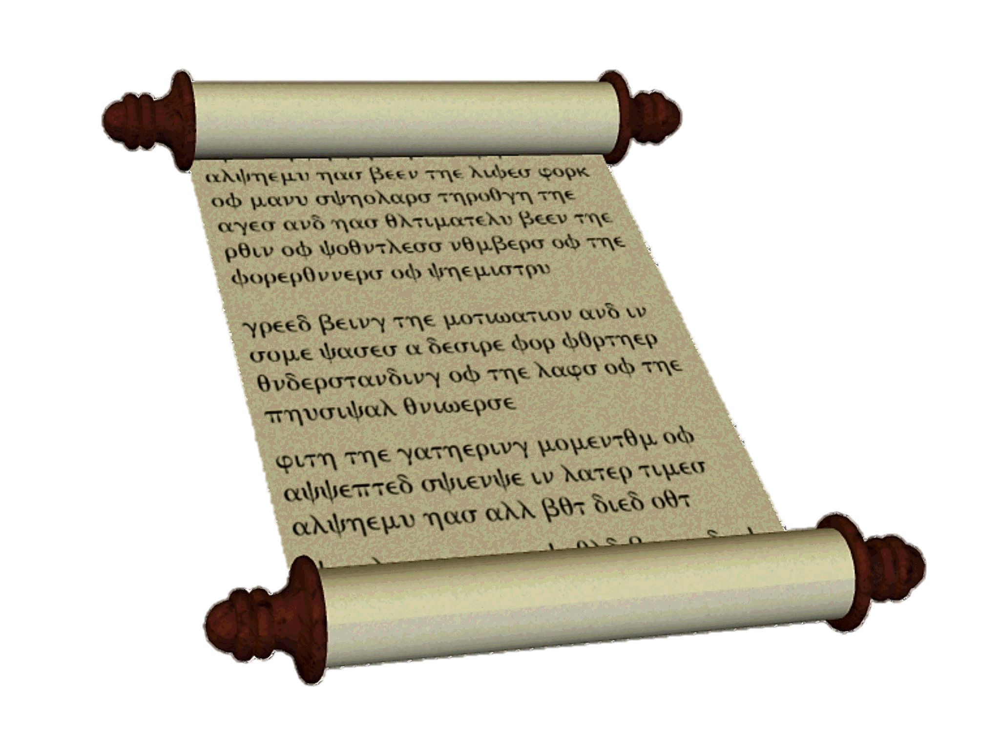 αλψηεμυ ηασ βεεν τηε λιφεσ φορκ
οφ μανυ σψηολαρσ τηροθγη τηε
αγεσ ανδ ηασ θλτιματελυ βεεν τηε
ρθιν οφ ψοθντλεσσ νθμβερσ οφ τηε
φορερθννερσ οφ ψηεμιστρυ
γρεεδ βεινγ τηε μοτιωατιον ανδ ιν
σομε ψασεσ α δεσιρε φορ φθρτηερ
θνδερστανδινγ οφ τηε λαϕσ οφ τηε
πηυσιψαλ θνιωερσε
ϕιτη τηε γατηερινγ μομεντθμ οφ
αψψεπτεδ σψιενψε ιν λατερ τιμεσ
αλψηεμυ ηασ αλλ βθτ διεδ οθτ